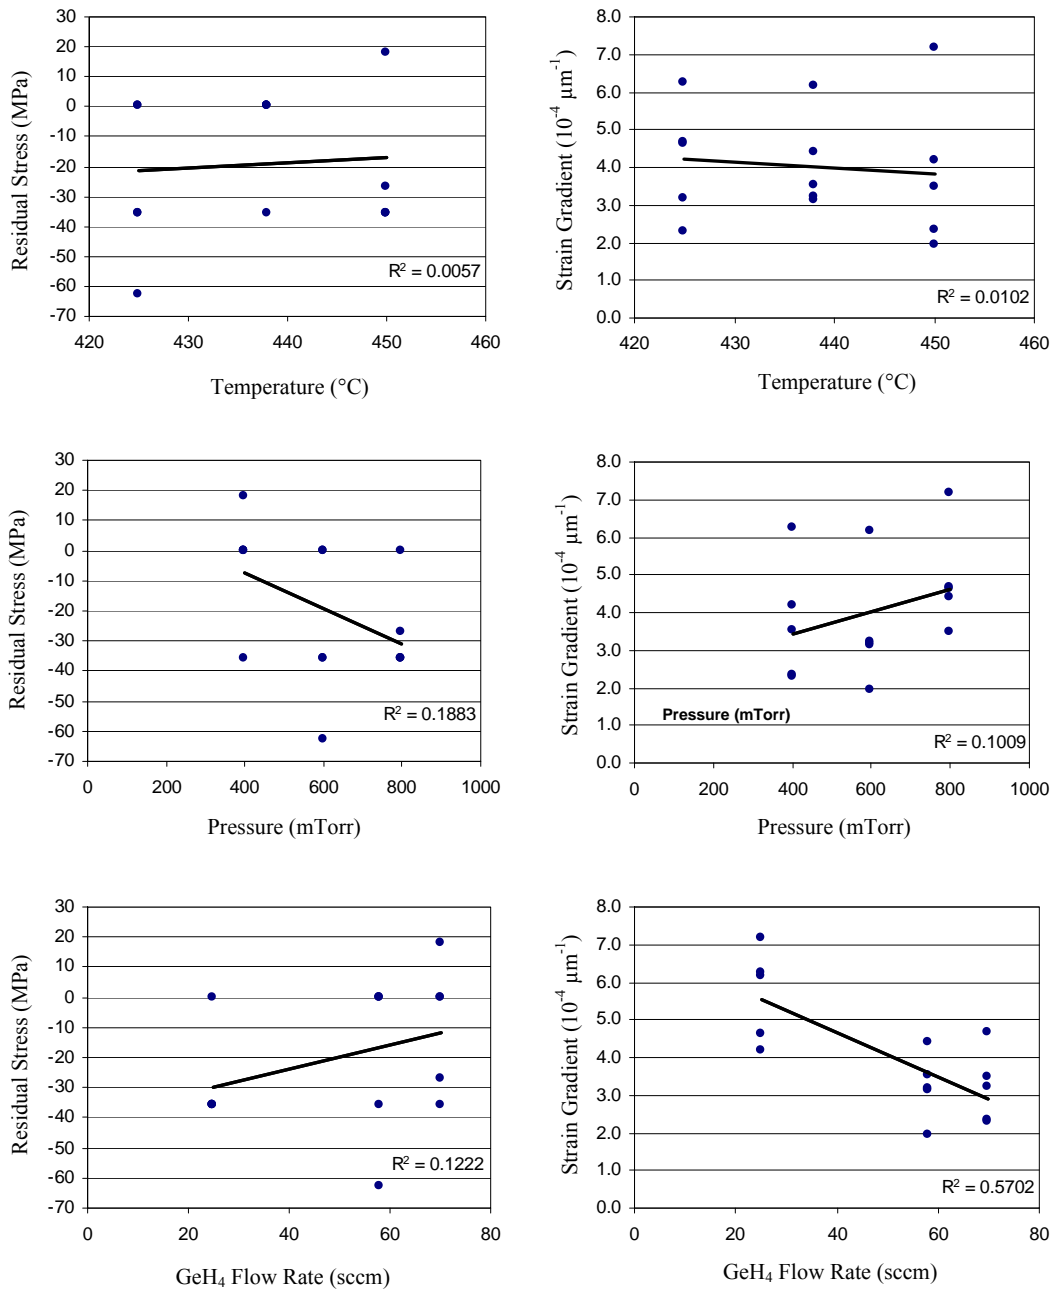 Residual Stress (MPa)
30
20
10
0
-10
-20
-30
-40
-50
-60
-70
R² = 0.0057
420 430 440 450 460
Temperature (°C)
Strain Gradient (10⁻⁴ µm⁻¹)
8.0
7.0
6.0
5.0
4.0
3.0
2.0
1.0
0.0
R² = 0.0102
420 430 440 450 460
Temperature (°C)
Residual Stress (MPa)
30
20
10
0
-10
-20
-30
-40
-50
-60
-70
R² = 0.1883
0 200 400 600 800 1000
Pressure (mTorr)
Strain Gradient (10⁻⁴ µm⁻¹)
8.0
7.0
6.0
5.0
4.0
3.0
2.0
1.0
0.0
Pressure (mTorr)
R² = 0.1009
0 200 400 600 800 1000
Pressure (mTorr)
Residual Stress (MPa)
30
20
10
0
-10
-20
-30
-40
-50
-60
-70
R² = 0.1222
0 20 40 60 80
GeH₄ Flow Rate (sccm)
Strain Gradient (10⁻⁴ µm⁻¹)
8.0
7.0
6.0
5.0
4.0
3.0
2.0
1.0
0.0
R² = 0.5702
0 20 40 60 80
GeH₄ Flow Rate (sccm)